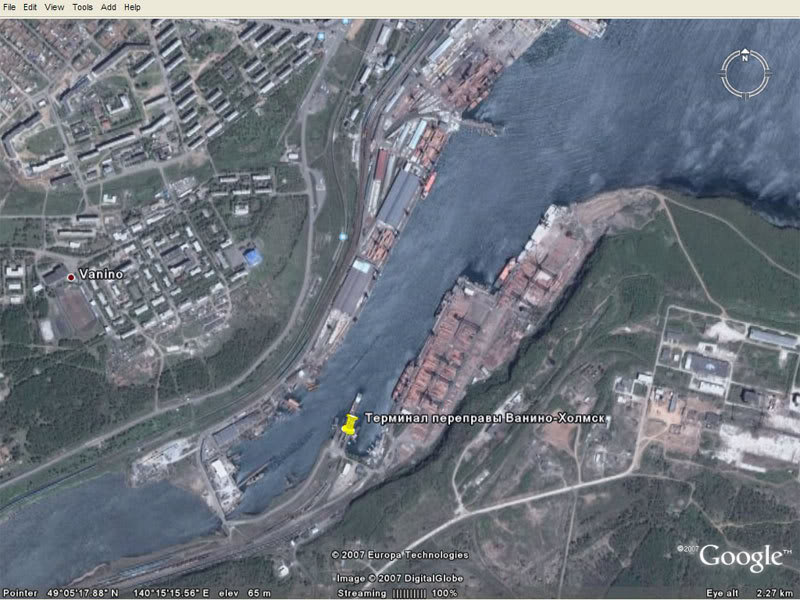 File Edit View Tools Add Help
N
Vanino
Терминал переправы Ванино-Холмск
© 2007 Europa Technologies
Image © 2007 DigitalGlobe
©2007 Google™
Pointer 49°05'17.88" N 140°15'15.56" E elev 65 m Streaming |||||||||| 100% Eye alt 2.27 km